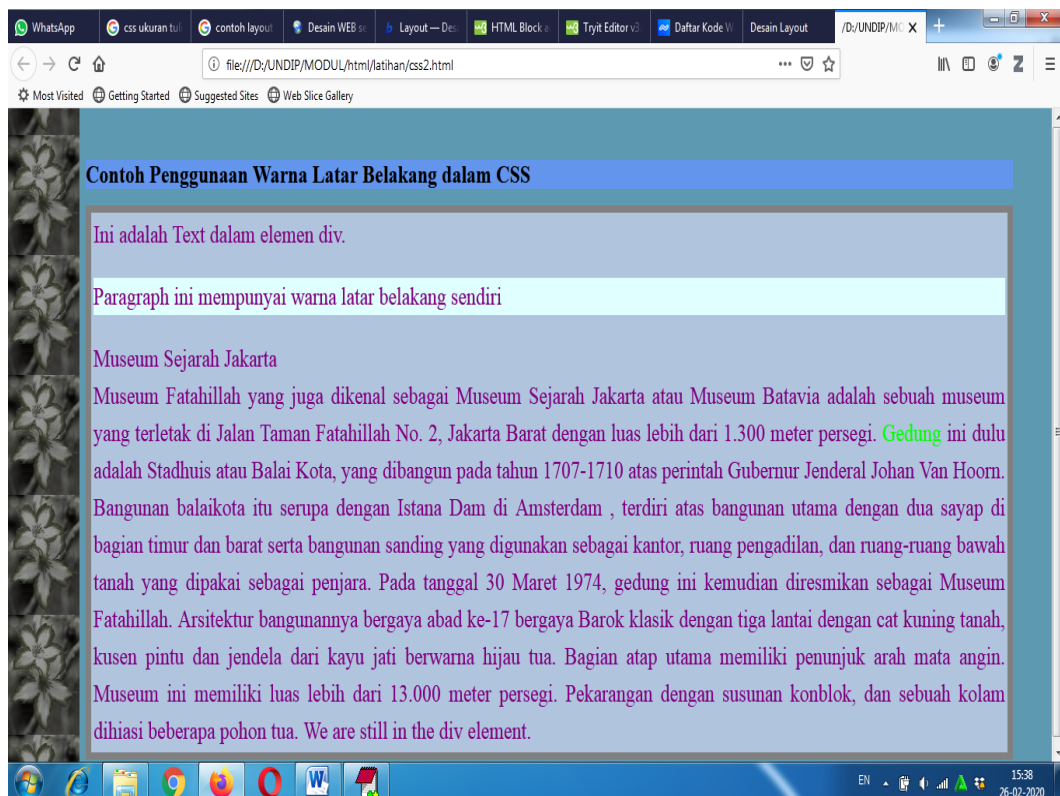 WhatsApp
css ukuran tuli
contoh layout
Desain WEB se
Layout — Des
HTML Block a
Tryit Editor v3.
Daftar Kode W
Desain Layout
/D:/UNDIP/MO
file:///D:/UNDIP/MODUL/html/latihan/css2.html
Most Visited Getting Started Suggested Sites Web Slice Gallery
Contoh Penggunaan Warna Latar Belakang dalam CSS
Ini adalah Text dalam elemen div.
Paragraph ini mempunyai warna latar belakang sendiri
Museum Sejarah Jakarta
Museum Fatahillah yang juga dikenal sebagai Museum Sejarah Jakarta atau Museum Batavia adalah sebuah museum
yang terletak di Jalan Taman Fatahillah No. 2, Jakarta Barat dengan luas lebih dari 1.300 meter persegi. Gedung ini dulu
adalah Stadhuis atau Balai Kota, yang dibangun pada tahun 1707-1710 atas perintah Gubernur Jenderal Johan Van Hoorn.
Bangunan balaikota itu serupa dengan Istana Dam di Amsterdam , terdiri atas bangunan utama dengan dua sayap di
bagian timur dan barat serta bangunan sanding yang digunakan sebagai kantor, ruang pengadilan, dan ruang-ruang bawah
tanah yang dipakai sebagai penjara. Pada tanggal 30 Maret 1974, gedung ini kemudian diresmikan sebagai Museum
Fatahillah. Arsitektur bangunannya bergaya abad ke-17 bergaya Barok klasik dengan tiga lantai dengan cat kuning tanah,
kusen pintu dan jendela dari kayu jati berwarna hijau tua. Bagian atap utama memiliki penunjuk arah mata angin.
Museum ini memiliki luas lebih dari 13.000 meter persegi. Pekarangan dengan susunan konblok, dan sebuah kolam
dihiasi beberapa pohon tua. We are still in the div element.
EN
15:38
26-02-2020